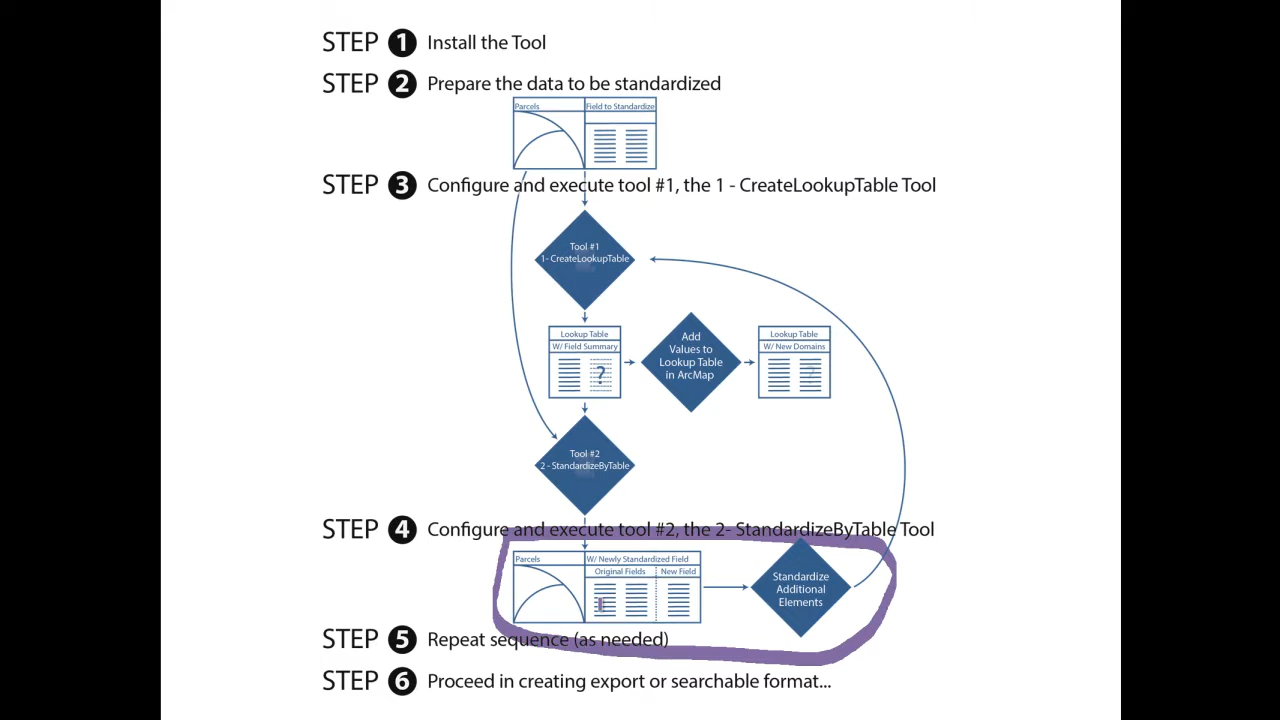 STEP 1 Install the Tool
STEP 2 Prepare the data to be standardized
Parcels
Field to Standardize
STEP 3 Configure and execute tool #1, the 1 - CreateLookupTable Tool
Tool #1
1- CreateLookupTable
Lookup Table
W/ Field Summary
?
Add
Values to
Lookup Table
in ArcMap
Lookup Table
W/ New Domains
?
Tool #2
2 - StandardizeByTable
STEP 4 Configure and execute tool #2, the 2- StandardizeByTable Tool
Parcels
W/ Newly Standardized Field
Original Fields
New Field
Standardize
Additional
Elements
STEP 5 Repeat sequence (as needed)
STEP 6 Proceed in creating export or searchable format...